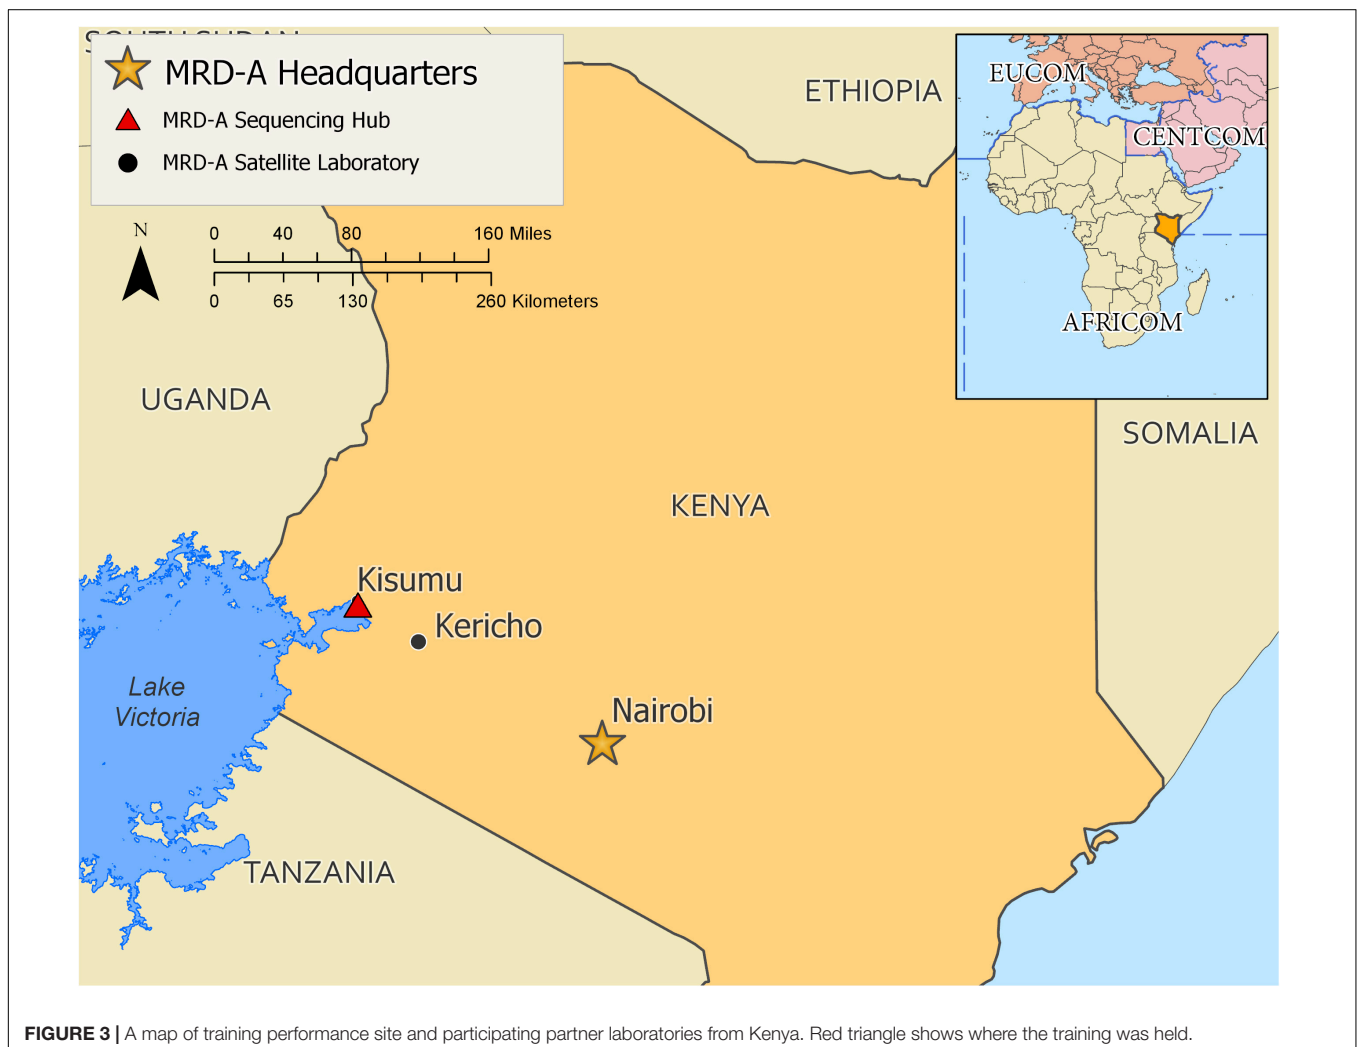 SOUTH SUDAN
MRD-A Headquarters
MRD-A Sequencing Hub
MRD-A Satellite Laboratory
ETHIOPIA
EUCOM
CENTCOM
AFRICOM
N
0 40 80 160 Miles
0 65 130 260 Kilometers
UGANDA
SOMALIA
KENYA
Kisumu
Kericho
Lake
Victoria
Nairobi
TANZANIA
FIGURE 3 | A map of training performance site and participating partner laboratories from Kenya. Red triangle shows where the training was held.